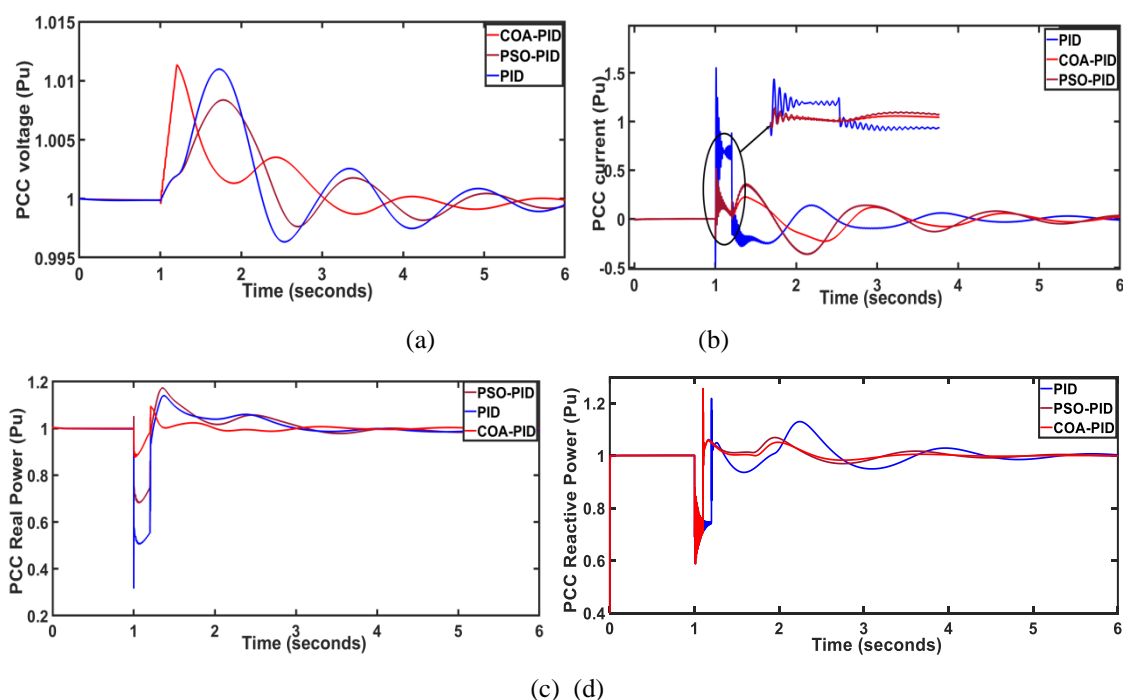 1.015
1.01
1.005
1
0.995
PCC voltage (Pu)
COA-PID
PSO-PID
PID
0 1 2 3 4 5 6
Time (seconds)
(a)
1.5
1
0.5
0
-0.5
PCC current (Pu)
PID
COA-PID
PSO-PID
0 1 2 3 4 5 6
Time (seconds)
(b)
1.2
1
0.8
0.6
0.4
0.2
PCC Real Power (Pu)
PSO-PID
PID
COA-PID
0 1 2 3 4 5 6
Time (seconds)
1.2
1
0.8
0.6
0.4
PCC Reactive Power (Pu)
PID
PSO-PID
COA-PID
0 1 2 3 4 5 6
Time (seconds)
(c) (d)